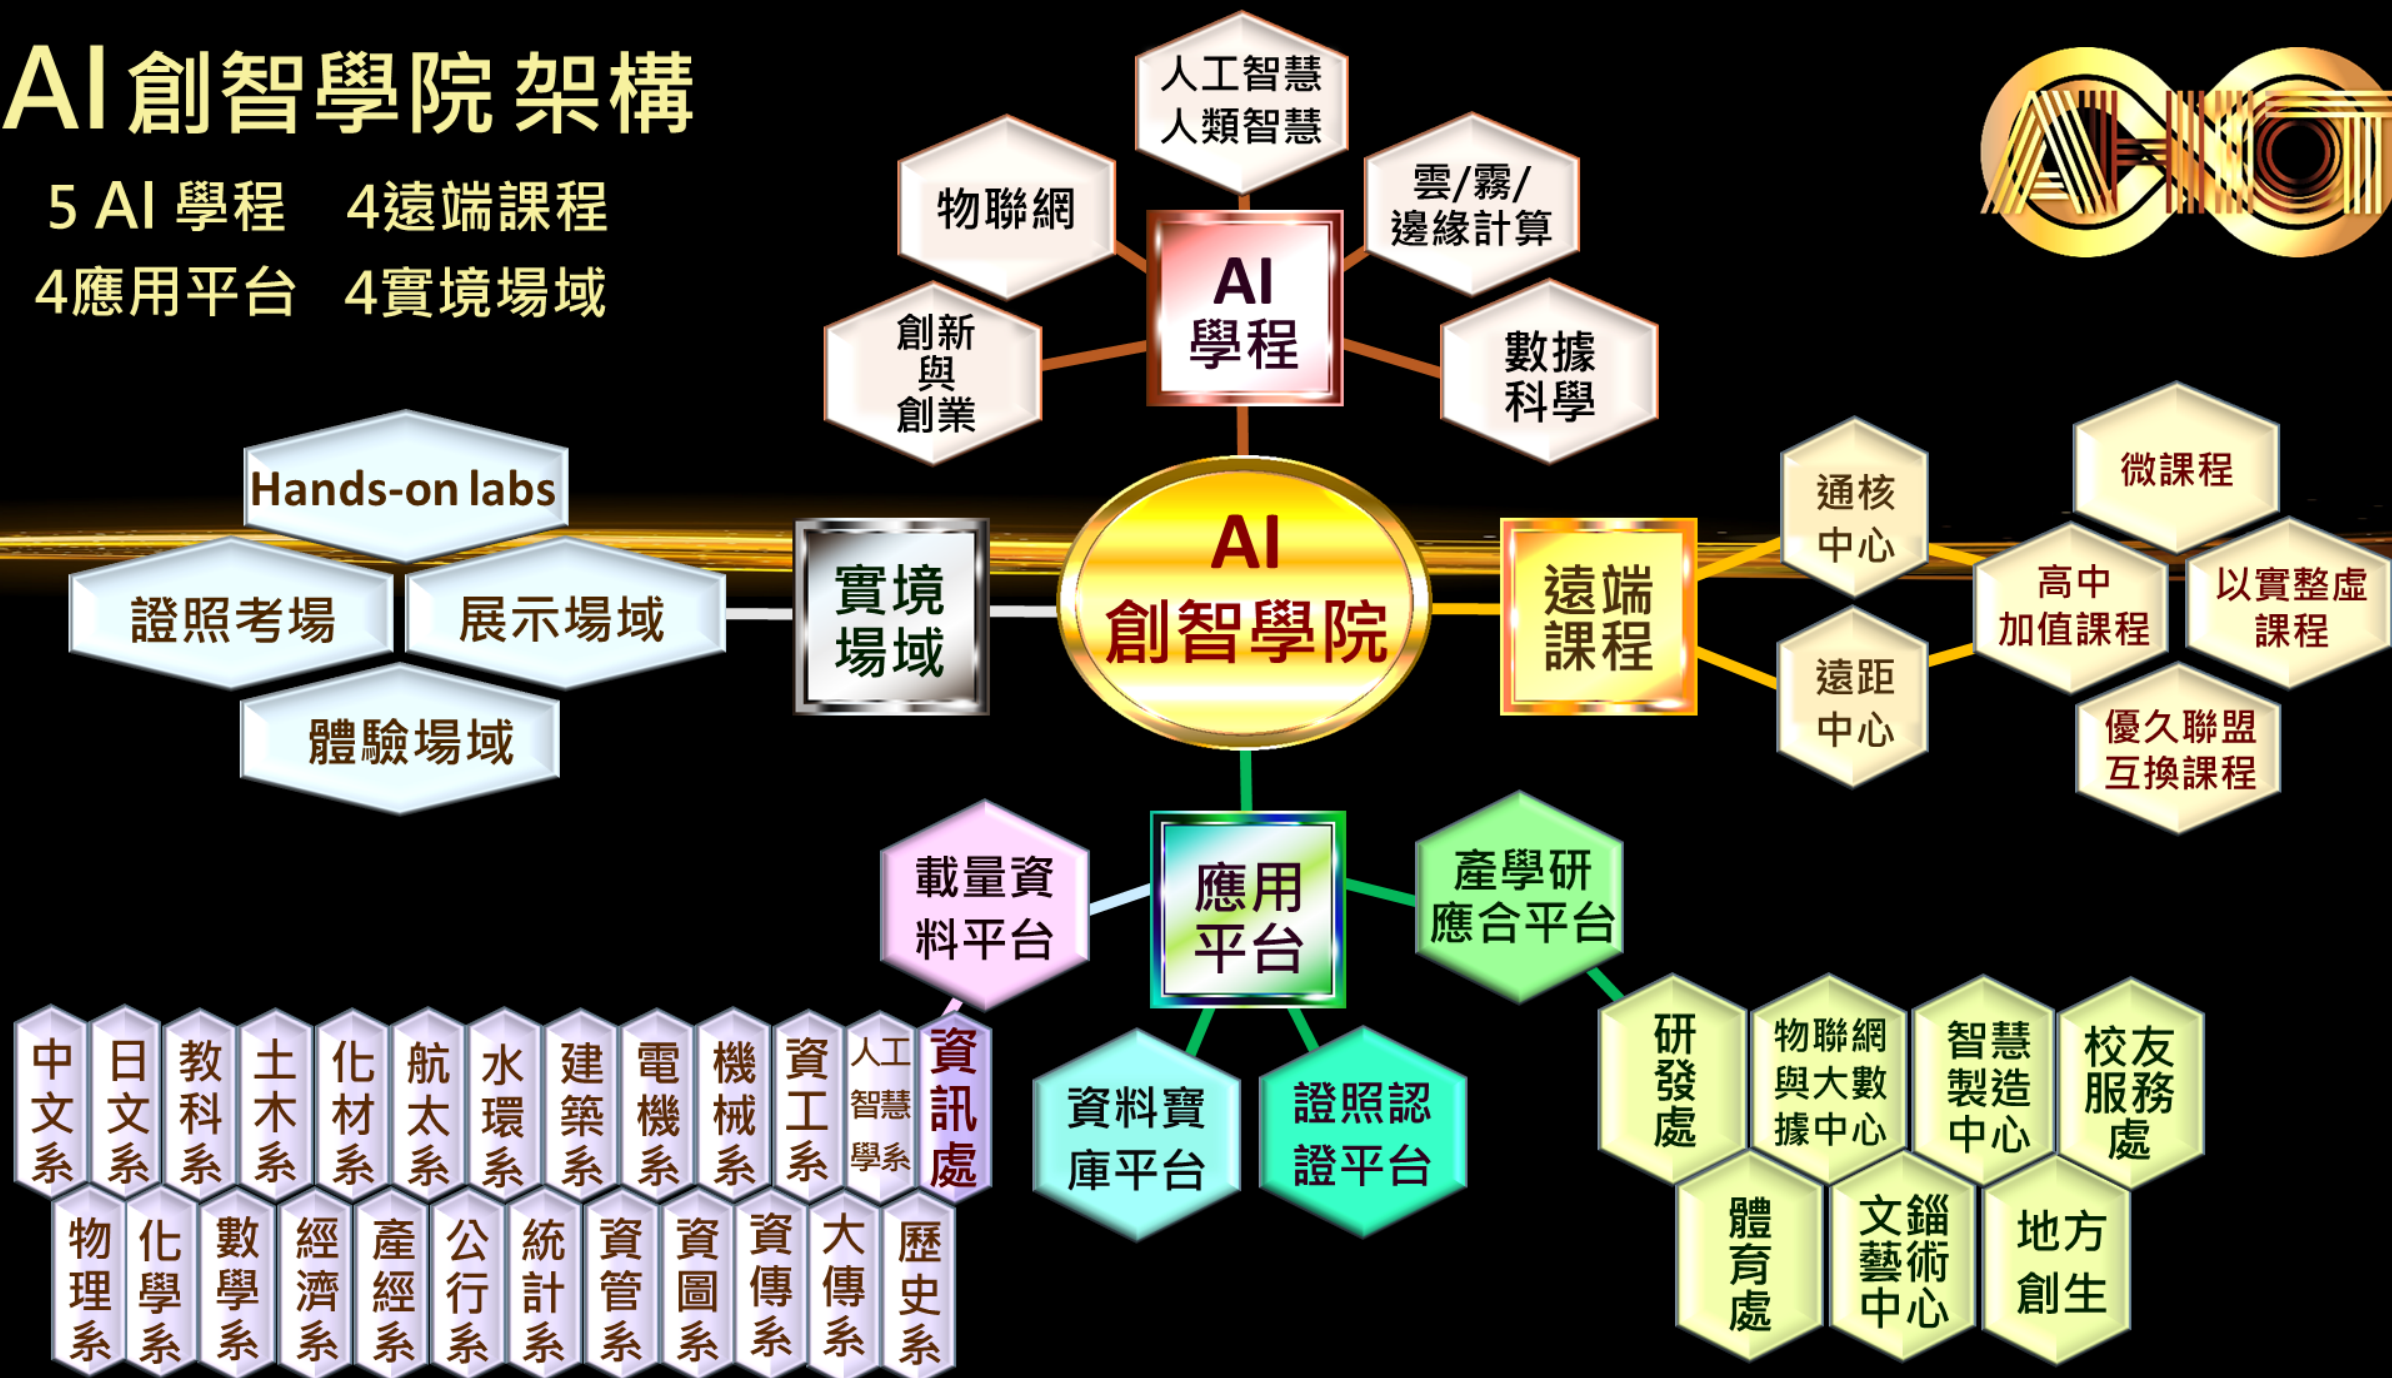 AI 創智學院 架構
5 AI 學程 4遠端課程
4應用平台 4實境場域
AI+IOT
人工智慧
人類智慧
物聯網
雲/霧/
邊緣計算
創新
與
創業
數據
科學
AI
學程
Hands-on labs
證照考場
展示場域
體驗場域
實境
場域
AI
創智學院
遠端
課程
通核
中心
遠距
中心
微課程
高中
加值課程
以實整虛
課程
優久聯盟
互換課程
應用
平台
載量資
料平台
產學研
應合平台
資料寶
庫平台
證照認
證平台
中文系
日文系
教科系
土木系
化材系
航太系
水環系
建築系
電機系
機械系
資工系
人工
智慧
學系
資訊處
物理系
化學系
數學系
經濟系
產經系
公行系
統計系
資管系
資圖系
資傳系
大傳系
歷史系
研發處
物聯網
與大數
據中心
智慧
製造
中心
校友
服務
處
體育處
文錙
藝術
中心
地方
創生